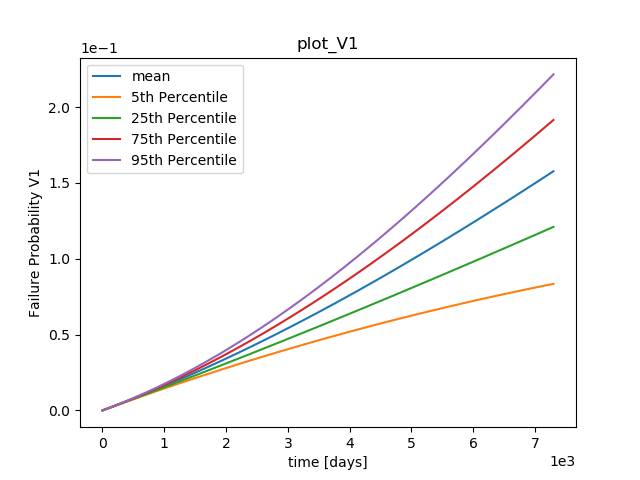 plot_V1
1e−1
mean
5th Percentile
25th Percentile
75th Percentile
95th Percentile
Failure Probability V1
2.0
1.5
1.0
0.5
0.0
0 1 2 3 4 5 6 7
time [days]
1e3